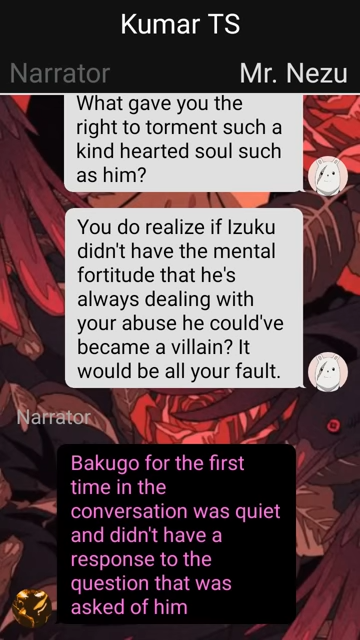 Kumar TS
Narrator
Mr. Nezu
What gave you the
right to torment such a
kind hearted soul such
as him?
You do realize if Izuku
didn't have the mental
fortitude that he's
always dealing with
your abuse he could've
became a villain? It
would be all your fault.
Narrator
Bakugo for the first
time in the
conversation was quiet
and didn't have a
response to the
question that was
asked of him